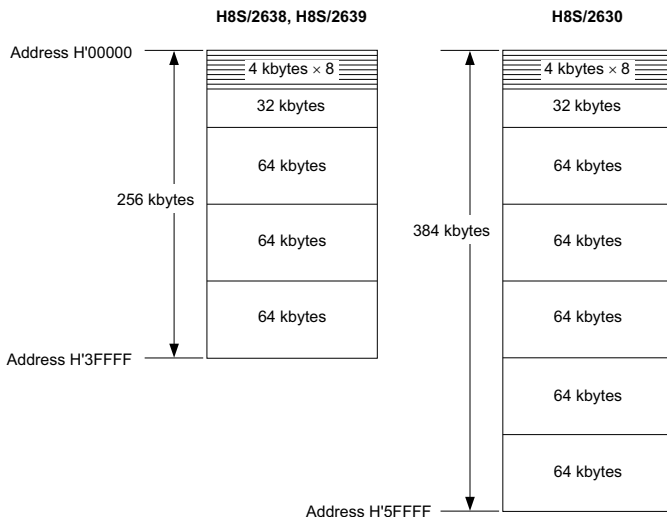 H8S/2638, H8S/2639
H8S/2630
Address H'00000
4 kbytes × 8
4 kbytes × 8
32 kbytes
32 kbytes
64 kbytes
64 kbytes
256 kbytes
384 kbytes
64 kbytes
64 kbytes
64 kbytes
64 kbytes
Address H'3FFFF
64 kbytes
64 kbytes
Address H'5FFFF